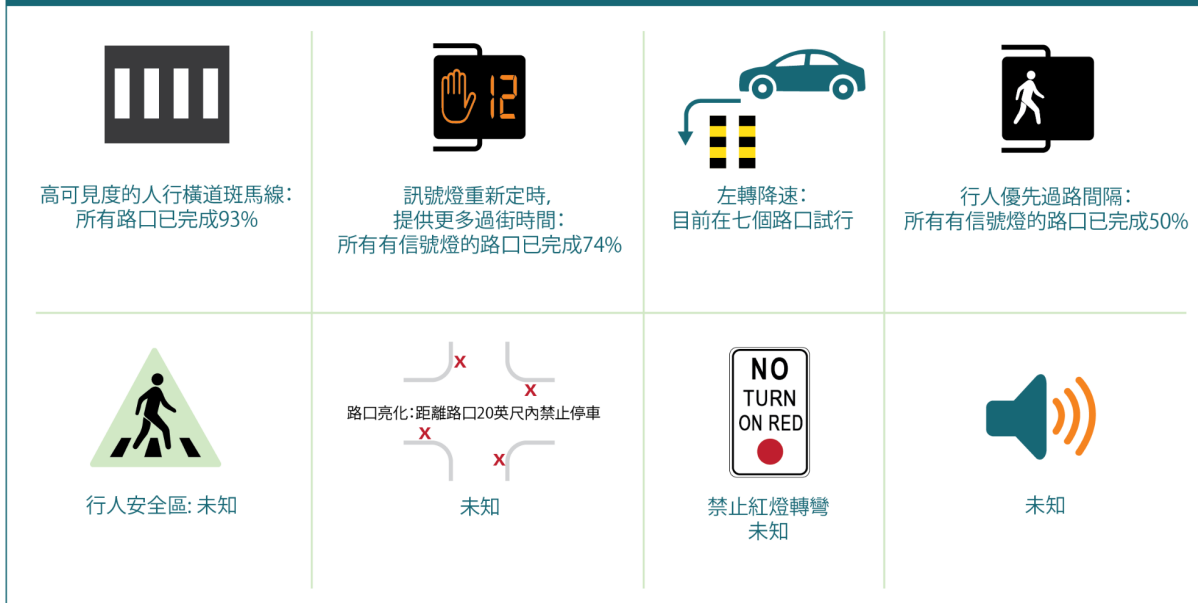 12
高可見度的人行橫道斑馬線：
所有路口已完成93%
訊號燈重新定時，
提供更多過街時間：
所有有信號燈的路口已完成74%
左轉降速：
目前在七個路口試行
行人優先過路間隔：
所有有信號燈的路口已完成50%
行人安全區: 未知
X
X
路口亮化：距離路口20英尺內禁止停車
X
X
未知
NO
TURN
ON RED
禁止紅燈轉彎
未知
未知